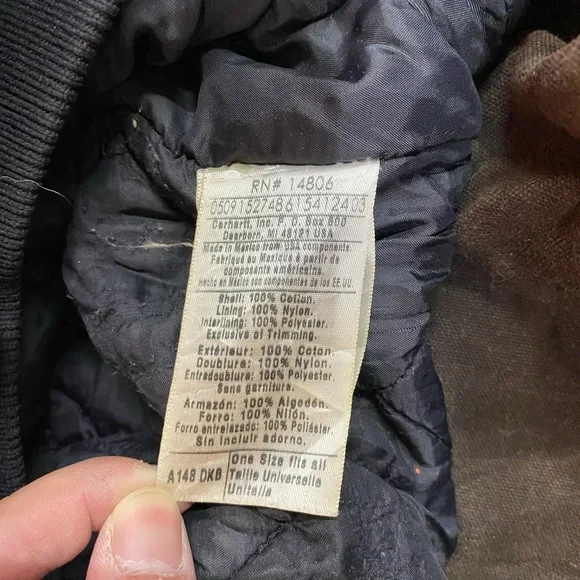 RN# 14806
0509152748615412403
Carhartt, Inc. P. O. Box 600
Dearborn, MI 48121 USA
Made in Mexico from USA components
Fabriqué au Mexique à partir de
composants américains.
Hecho en México con componentes de los EE.UU.
Shell: 100% Cotton.
Lining: 100% Nylon.
Interlining: 100% Polyester.
Exclusive of Trimming.
Extérieur: 100% Coton.
Doublure: 100% Nylon.
Entredoublure: 100% Polyester.
Sans garniture.
Armazón: 100% Algodón.
Forro: 100% Nilón.
Forro entrelazado: 100% Poliéster.
Sin incluir adorno.
A148 DKB
One Size fits all
Taille Universelle
Unitalla